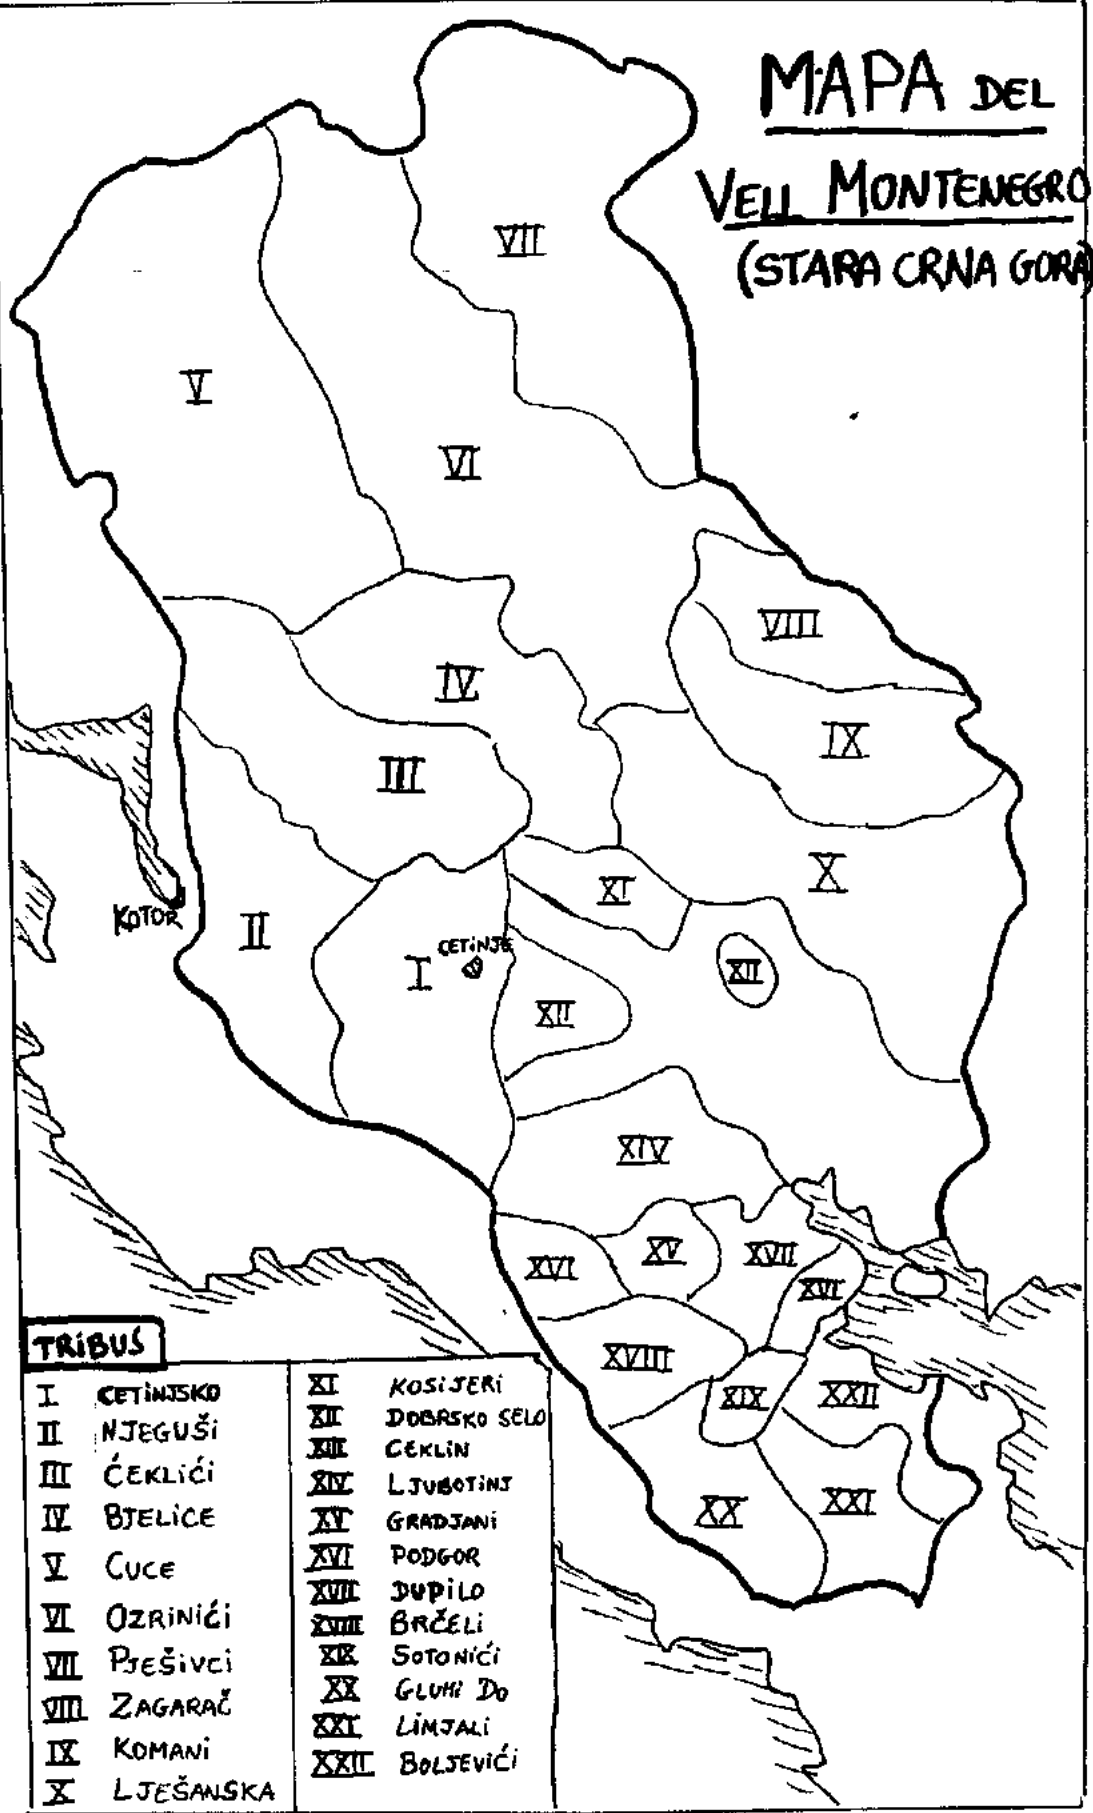 MAPA DEL
VELL MONTENEGRO
(STARA CRNA GORA)
VII
V
VI
VIII
IV
IX
III
X
XI
KOTOR
II
CETINJE
I
XII
XII
XIV
XV
XVII
XVI
XVI
XVIII
XIX
XXII
XX
XXI
TRIBUS
I CETINJSKO
II NJEGUŠI
III ĆEKLIĆI
IV BJELICE
V CUCE
VI OZRINIĆI
VII PJEŠIVCI
VIII ZAGARAČ
IX KOMANI
X LJEŠANSKA
XI KOSIJERI
XII DOBRSKO SELO
XIII CEKLIN
XIV LJUBOTINJ
XV GRADJANI
XVI PODGOR
XVII DUPILO
XVIII BRČELI
XIX SOTONIĆI
XX GLUHI DO
XXI LIMJALI
XXII BOLJEVIĆI